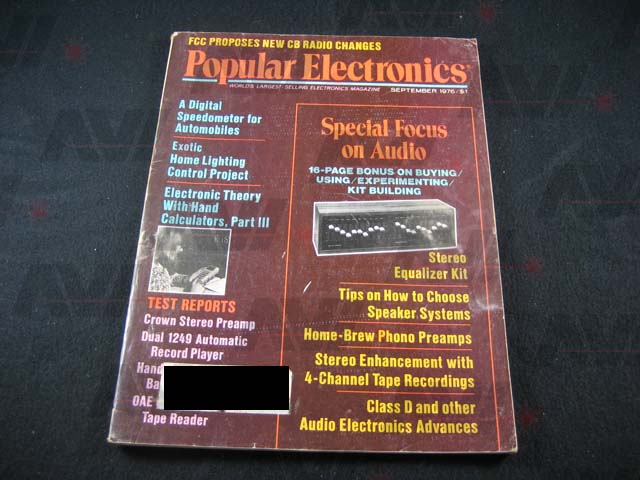 FCC PROPOSES NEW CB RADIO CHANGES
Popular Electronics
WORLD'S LARGEST-SELLING ELECTRONICS MAGAZINE SEPTEMBER 1976/$1
A Digital
Speedometer for
Automobiles
Exotic
Home Lighting
Control Project
Electronic Theory
With Hand
Calculators, Part III
TEST REPORTS
Crown Stereo Preamp
Dual 1249 Automatic
Record Player
Hand
Ba
OAE
Tape Reader
Special Focus
on Audio
16-PAGE BONUS ON BUYING/
USING/EXPERIMENTING/
KIT BUILDING
Stereo
Equalizer Kit
Tips on How to Choose
Speaker Systems
Home-Brew Phono Preamps
Stereo Enhancement with
4-Channel Tape Recordings
Class D and other
Audio Electronics Advances